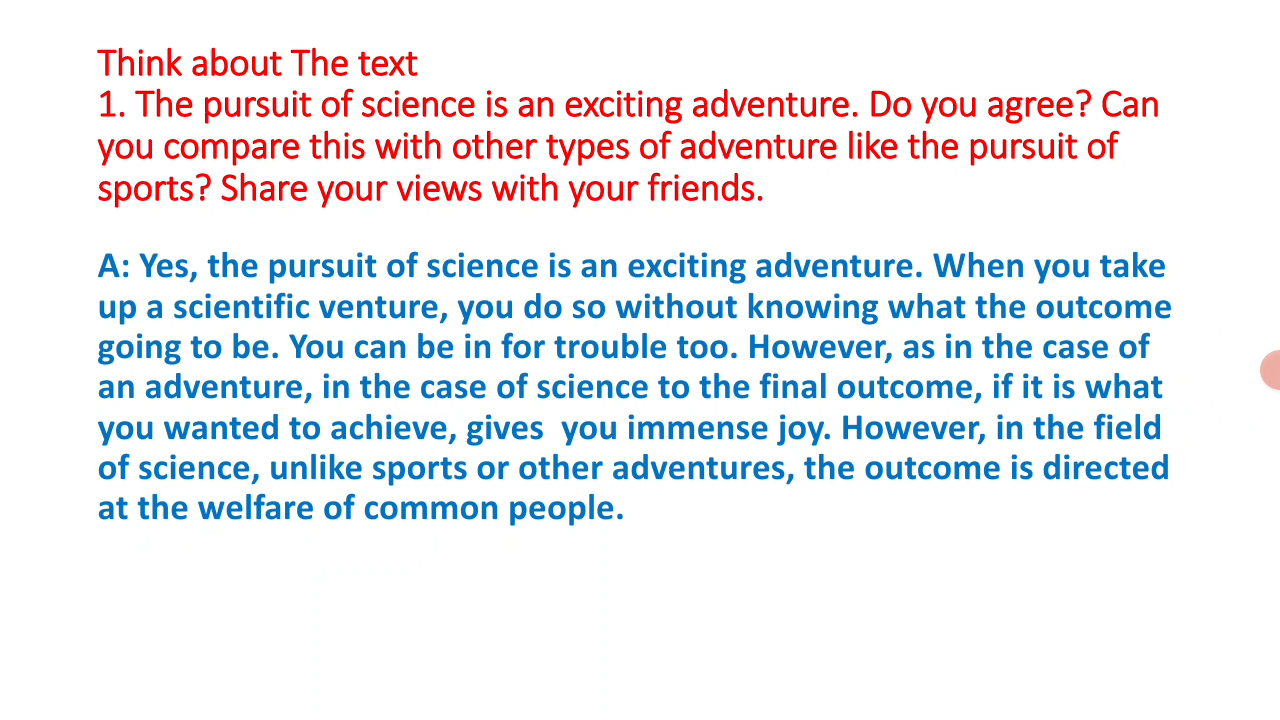 Think about The text
1. The pursuit of science is an exciting adventure. Do you agree? Can
you compare this with other types of adventure like the pursuit of
sports? Share your views with your friends.
A: Yes, the pursuit of science is an exciting adventure. When you take
up a scientific venture, you do so without knowing what the outcome
going to be. You can be in for trouble too. However, as in the case of
an adventure, in the case of science to the final outcome, if it is what
you wanted to achieve, gives  you immense joy. However, in the field
of science, unlike sports or other adventures, the outcome is directed
at the welfare of common people.